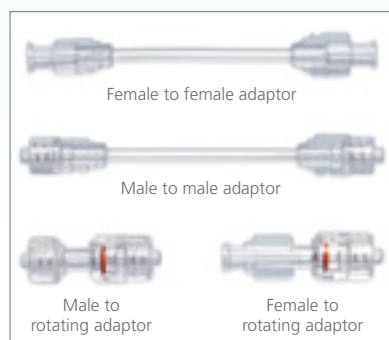 Female to female adaptor
Male to male adaptor
Male to
rotating adaptor
Female to
rotating adaptor